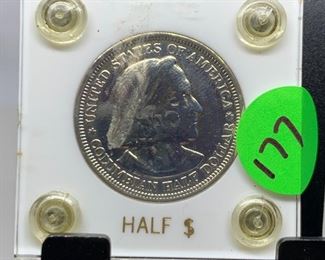 UNITED STATES OF AMERICA
COLUMBIAN HALF DOLLAR
177
HALF $